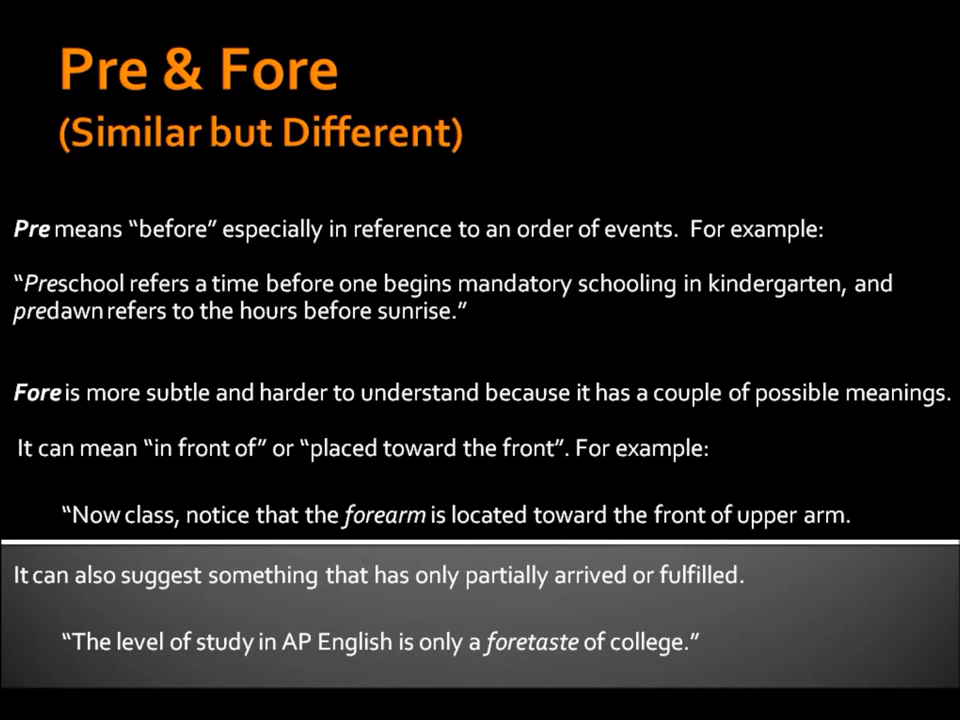 Pre & Fore
(Similar but Different)
Pre means “before” especially in reference to an order of events.  For example:
“Preschool refers a time before one begins mandatory schooling in kindergarten, and
predawn refers to the hours before sunrise.”
Fore is more subtle and harder to understand because it has a couple of possible meanings.
It can mean “in front of” or “placed toward the front”. For example:
“Now class, notice that the forearm is located toward the front of upper arm.
It can also suggest something that has only partially arrived or fulfilled.
“The level of study in AP English is only a foretaste of college.”